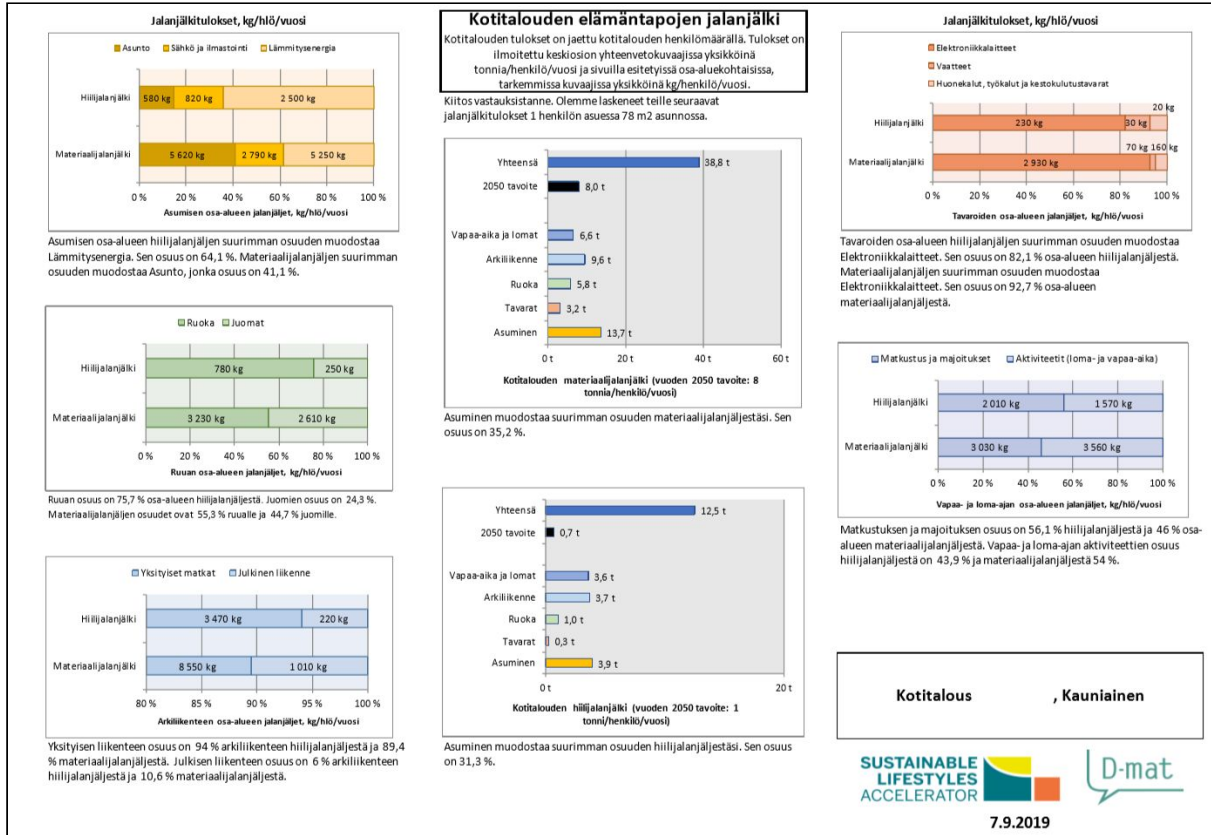 Jalanjälkitulokset, kg/hlö/vuosi
Asunto
Sähkö ja ilmastointi
Lämmitysenergia
Hiilijalanjälki
580 kg
820 kg
2 500 kg
Materiaalijalanjälki
5 620 kg
2 790 kg
5 250 kg
0 %
20 %
40 %
60 %
80 %
100 %
Asumisen osa-alueen jalanjäljet, kg/hlö/vuosi
Asumisen osa-alueen hiilijalanjäljen suurimman osuuden muodostaa
Lämmitysenergia. Sen osuus on 64,1 %. Materiaalijalanjäljen suurimman
osuuden muodostaa Asunto, jonka osuus on 41,1 %.
Ruoka
Juomat
Hiilijalanjälki
780 kg
250 kg
Materiaalijalanjälki
3 230 kg
2 610 kg
0 %
20 %
40 %
60 %
80 %
100 %
Ruuan osa-alueen jalanjäljet, kg/hlö/vuosi
Ruuan osuus on 75,7 % osa-alueen hiilijalanjäljestä. Juomien osuus on 24,3 %.
Materiaalijalanjäljen osuudet ovat 55,3 % ruualle ja 44,7 % juomille.
Yksityiset matkat
Julkinen liikenne
Hiilijalanjälki
3 470 kg
220 kg
Materiaalijalanjälki
8 550 kg
1 010 kg
80 %
85 %
90 %
95 %
100 %
Arkiliikenteen osa-alueen jalanjäljet, kg/hlö/vuosi
Yksityisen liikenteen osuus on 94 % arkiliikenteen hiilijalanjäljestä ja 89,4
% materiaalijalanjäljestä. Julkisen liikenteen osuus on 6 % arkiliikenteen
hiilijalanjäljestä ja 10,6 % materiaalijalanjäljestä.
Kotitalouden elämäntapojen jalanjälki
Kotitalouden tulokset on jaettu kotitalouden henkilömäärällä. Tulokset on
ilmoitettu keskiosion yhteenvetokuvaajissa yksikköinä
tonnia/henkilö/vuosi ja sivuilla esitetyissä osa-aluekohtaisissa,
tarkemmissa kuvaajissa yksikköinä kg/henkilö/vuosi.
Kiitos vastauksistanne. Olemme laskeneet teille seuraavat
jalanjälkitulokset 1 henkilön asuessa 78 m2 asunnossa.
Yhteensä
38,8 t
2050 tavoite
8,0 t
Vapaa-aika ja lomat
6,6 t
Arkiliikenne
9,6 t
Ruoka
5,8 t
Tavarat
3,2 t
Asuminen
13,7 t
0 t
20 t
40 t
60 t
Kotitalouden materiaalijalanjälki (vuoden 2050 tavoite: 8
tonnia/henkilö/vuosi)
Asuminen muodostaa suurimman osuuden materiaalijalanjäljestäsi. Sen
osuus on 35,2 %.
Yhteensä
12,5 t
2050 tavoite
0,7 t
Vapaa-aika ja lomat
3,6 t
Arkiliikenne
3,7 t
Ruoka
1,0 t
Tavarat
0,3 t
Asuminen
3,9 t
0 t
20 t
Kotitalouden hiilijalanjälki (vuoden 2050 tavoite: 1
tonni/henkilö/vuosi)
Asuminen muodostaa suurimman osuuden hiilijalanjäljestäsi. Sen osuus
on 31,3 %.
Jalanjälkitulokset, kg/hlö/vuosi
Elektroniikkalaitteet
Vaatteet
Huonekalut, työkalut ja kestokulutustavarat
20 kg
Hiilijalanjälki
230 kg
30 kg
70 kg
160 kg
Materiaalijalanjälki
2 930 kg
0 %
20 %
40 %
60 %
80 %
100 %
Tavaroiden osa-alueen jalanjäljet, kg/hlö/vuosi
Tavaroiden osa-alueen hiilijalanjäljen suurimman osuuden muodostaa
Elektroniikkalaitteet. Sen osuus on 82,1 % osa-alueen hiilijalanjäljestä.
Materiaalijalanjäljen suurimman osuuden muodostaa
Elektroniikkalaitteet. Sen osuus on 92,7 % osa-alueen
materiaalijalanjäljestä.
Matkustus ja majoitukset
Aktiviteetit (loma- ja vapaa-aika)
Hiilijalanjälki
2 010 kg
1 570 kg
Materiaalijalanjälki
3 030 kg
3 560 kg
0 %
20 %
40 %
60 %
80 %
100 %
Vapaa- ja loma-ajan osa-alueen jalanjäljet, kg/hlö/vuosi
Matkustuksen ja majoituksen osuus on 56,1 % hiilijalanjäljestä ja 46 % osa-
alueen materiaalijalanjäljestä. Vapaa- ja loma-ajan aktiviteettien osuus
hiilijalanjäljestä on 43,9 % ja materiaalijalanjäljestä 54 %.
Kotitalous , Kauniainen
SUSTAINABLE
LIFESTYLES
ACCELERATOR
D-mat
7.9.2019